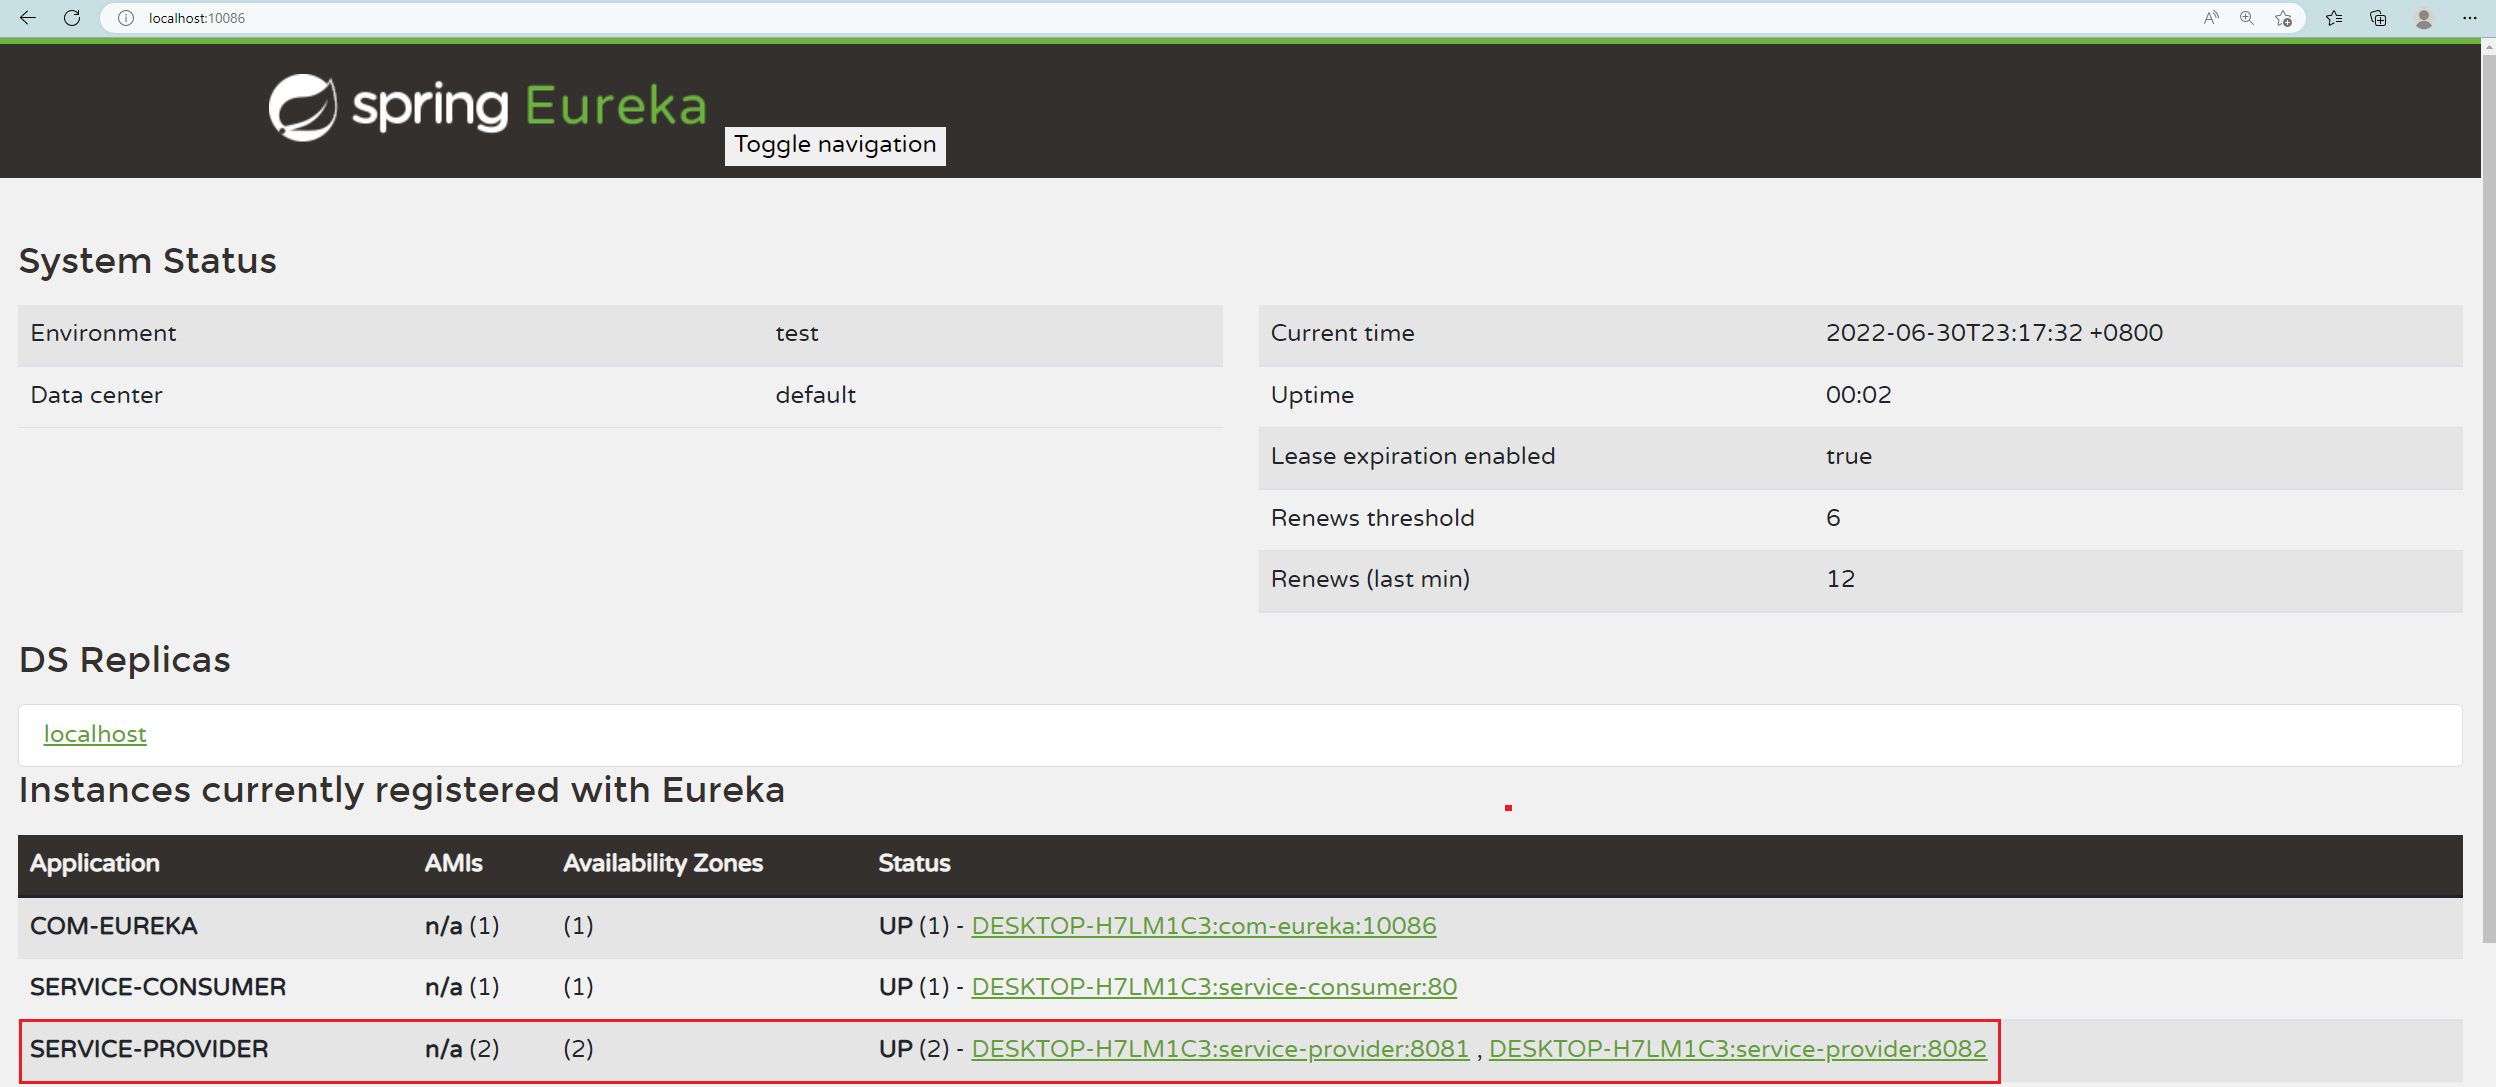 localhost:10086
spring Eureka
Toggle navigation
System Status
Environment test
Data center default
Current time 2022-06-30T23:17:32 +0800
Uptime 00:02
Lease expiration enabled true
Renews threshold 6
Renews (last min) 12
DS Replicas
localhost
Instances currently registered with Eureka
Application AMIs Availability Zones Status
COM-EUREKA n/a (1) (1) UP (1) - DESKTOP-H7LM1C3:com-eureka:10086
SERVICE-CONSUMER n/a (1) (1) UP (1) - DESKTOP-H7LM1C3:service-consumer:80
SERVICE-PROVIDER n/a (2) (2) UP (2) - DESKTOP-H7LM1C3:service-provider:8081 , DESKTOP-H7LM1C3:service-provider:8082